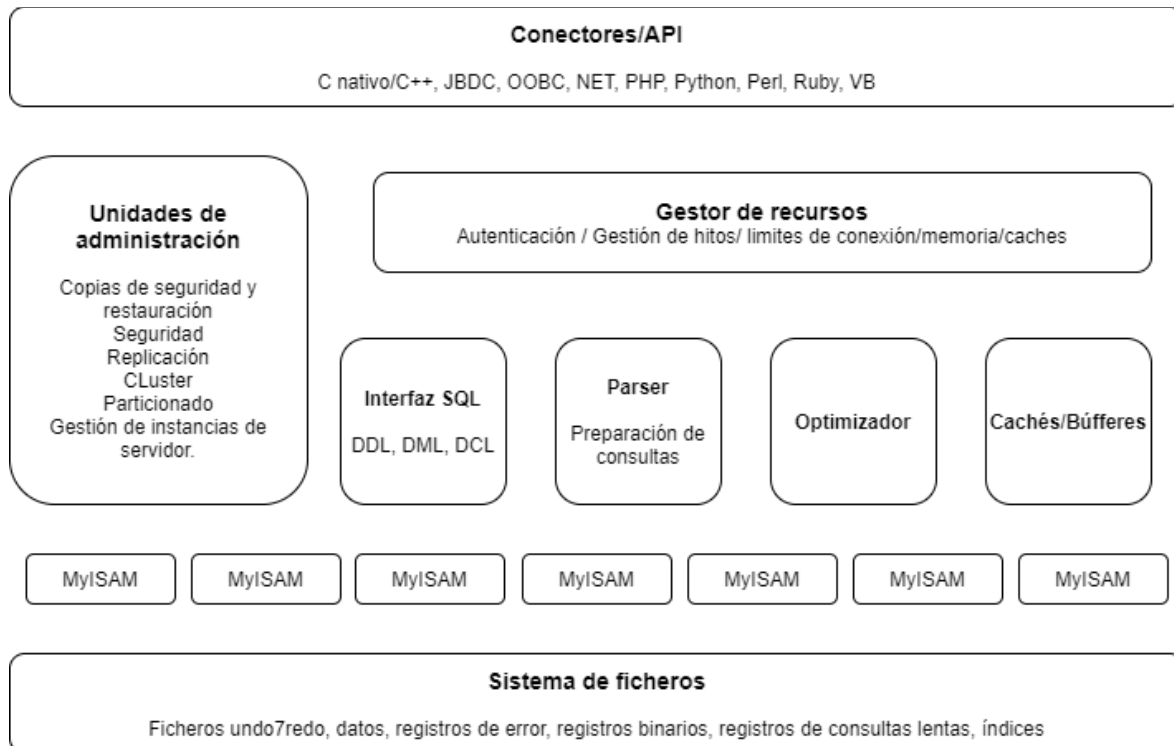 Conectores/API
C nativo/C++, JBDC, OOBC, NET, PHP, Python, Perl, Ruby, VB
Unidades de
administración
Copias de seguridad y
restauración
Seguridad
Replicación
CLuster
Particionado
Gestión de instancias de
servidor.
Gestor de recursos
Autenticación / Gestión de hitos/ limites de conexión/memoria/caches
Interfaz SQL
DDL, DML, DCL
Parser
Preparación de
consultas
Optimizador
Cachés/Búfferes
MyISAM
MyISAM
MyISAM
MyISAM
MyISAM
MyISAM
MyISAM
Sistema de ficheros
Ficheros undo7redo, datos, registros de error, registros binarios, registros de consultas lentas, índices